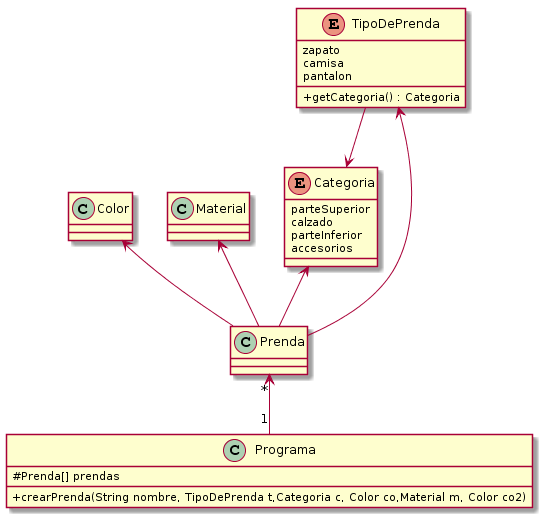 E TipoDePrenda
zapato
camisa
pantalon
+getCategoria() : Categoria
E Categoria
parteSuperior
calzado
parteInferior
accesorios
C Color
C Material
C Prenda
*
1
C Programa
#Prenda[] prendas
+crearPrenda(String nombre, TipoDePrenda t,Categoria c, Color co,Material m, Color co2)